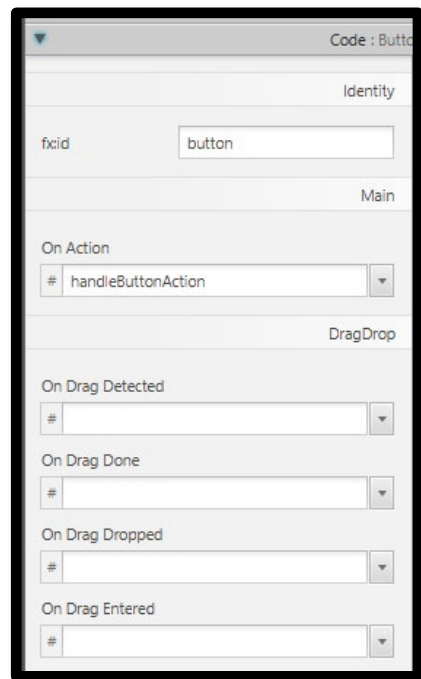 Code : Butto
Identity
fx:id button
Main
On Action
# handleButtonAction
DragDrop
On Drag Detected
#
On Drag Done
#
On Drag Dropped
#
On Drag Entered
#